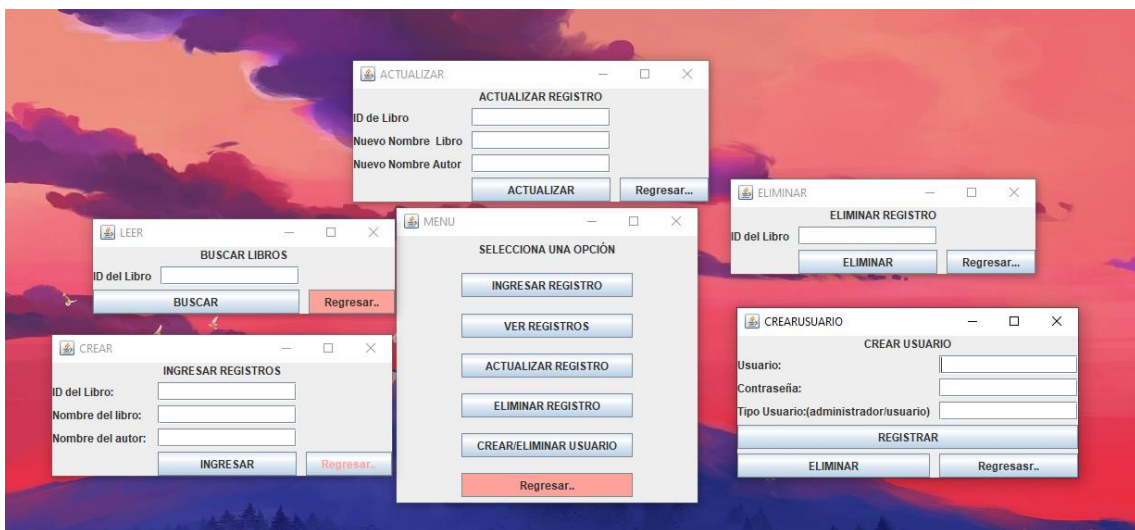 ACTUALIZAR
ACTUALIZAR REGISTRO
ID de Libro
Nuevo Nombre Libro
Nuevo Nombre Autor
ACTUALIZAR Regresar...
LEER
BUSCAR LIBROS
ID del Libro
BUSCAR Regresar..
CREAR
INGRESAR REGISTROS
ID del Libro:
Nombre del libro:
Nombre del autor:
INGRESAR Regresar..
MENU
SELECCIONA UNA OPCIÓN
INGRESAR REGISTRO
VER REGISTROS
ACTUALIZAR REGISTRO
ELIMINAR REGISTRO
CREAR/ELIMINAR USUARIO
Regresar..
ELIMINAR
ELIMINAR REGISTRO
ID del Libro
ELIMINAR Regresar...
CREARUSUARIO
CREAR USUARIO
Usuario:
Contraseña:
Tipo Usuario:(administrador/usuario)
REGISTRAR
ELIMINAR Regresasr..